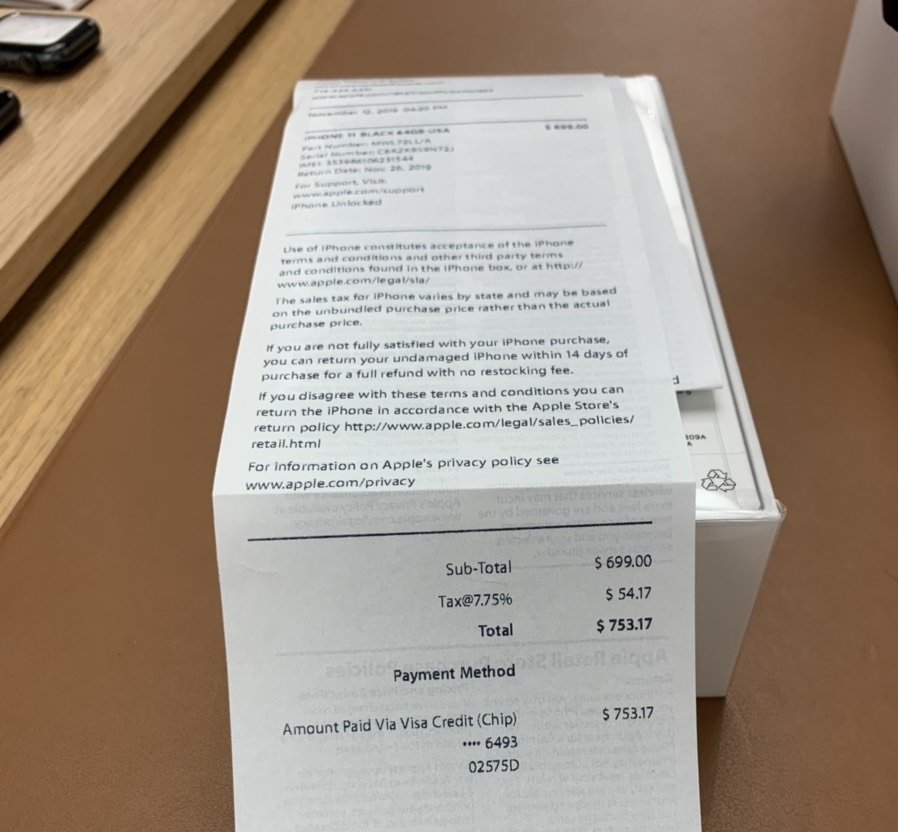 November 12, 2019 04:20 PM
IPHONE 11 BLACK 64GB-USA $ 699.00
Part Number: MWL72LL/A
Serial Number:
IMEI:
Return Date: Nov. 26, 2019
For Support, Visit:
www.apple.com/support
iPhone Unlocked
Use of iPhone constitutes acceptance of the iPhone
terms and conditions and other third party terms
and conditions found in the iPhone box, or at http://
www.apple.com/legal/sla/
The sales tax for iPhone varies by state and may be based
on the unbundled purchase price rather than the actual
purchase price.
If you are not fully satisfied with your iPhone purchase,
you can return your undamaged iPhone within 14 days of
purchase for a full refund with no restocking fee.
If you disagree with these terms and conditions you can
return the iPhone in accordance with the Apple Store's
return policy http://www.apple.com/legal/sales_policies/
retail.html
For information on Apple's privacy policy see
www.apple.com/privacy
Sub-Total $ 699.00
Tax@7.75% $ 54.17
Total $ 753.17
Payment Method
Amount Paid Via Visa Credit (Chip) $ 753.17
•••• 6493
02575D